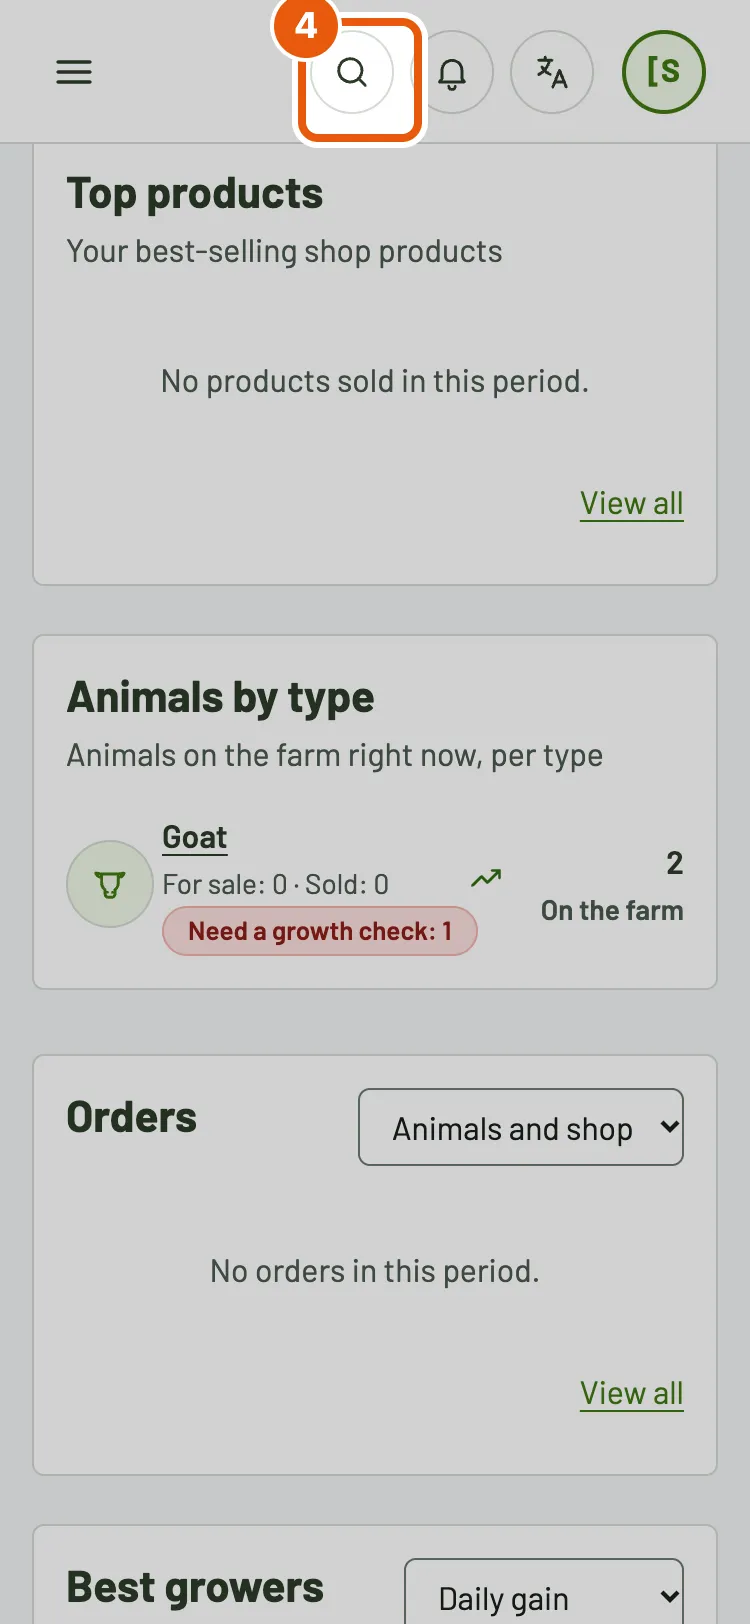 4
[S
Top products
Your best-selling shop products
No products sold in this period.
View all
Animals by type
Animals on the farm right now, per type
Goat
For sale: 0 · Sold: 0
Need a growth check: 1
2
On the farm
Orders
Animals and shop
No orders in this period.
View all
Best growers
Daily gain